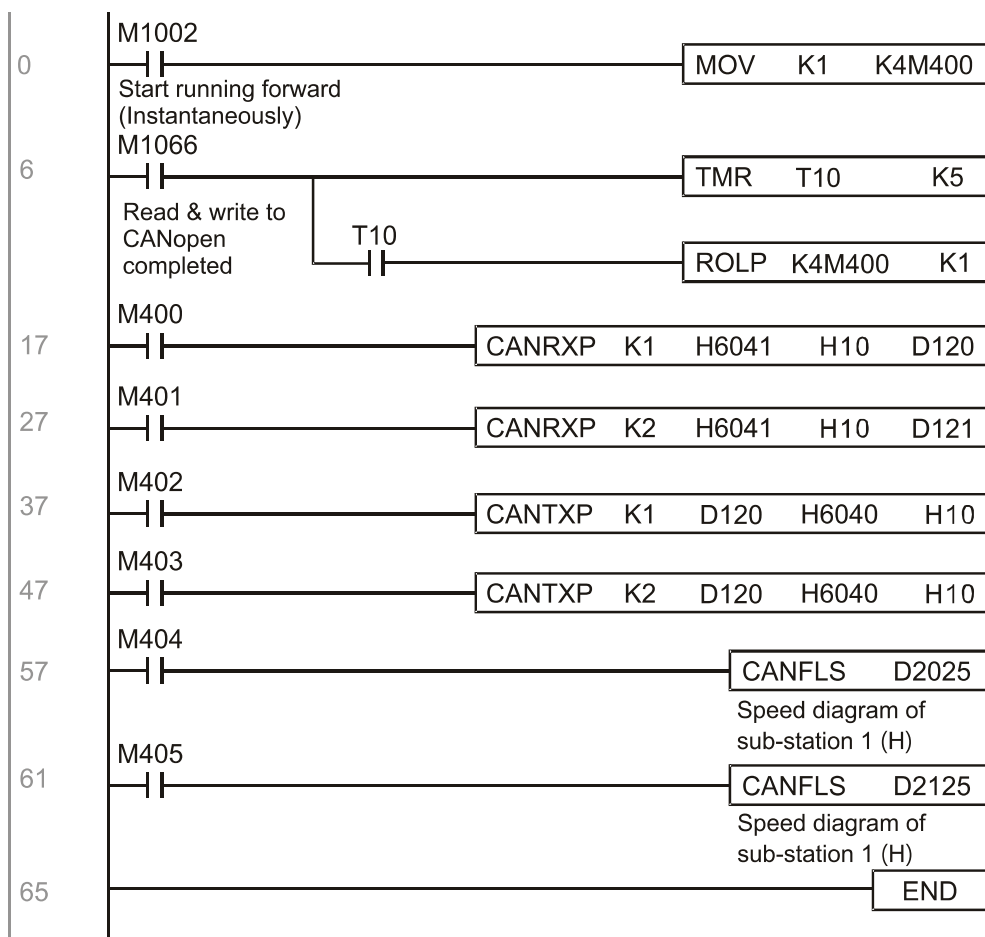 M1002
0 MOV K1 K4M400
Start running forward
(Instantaneously)
M1066
6 TMR T10 K5
Read & write to
CANopen
completed
T10
ROLP K4M400 K1
M400
17 CANRXP K1 H6041 H10 D120
M401
27 CANRXP K2 H6041 H10 D121
M402
37 CANTXP K1 D120 H6040 H10
M403
47 CANTXP K2 D120 H6040 H10
M404
57 CANFLS D2025
Speed diagram of
sub-station 1 (H)
M405
61 CANFLS D2125
Speed diagram of
sub-station 1 (H)
65 END